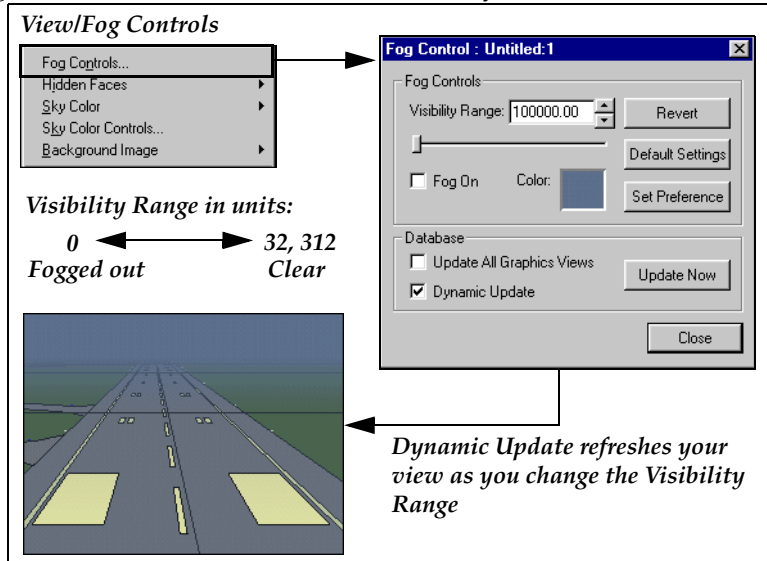 View/Fog Controls
Fog Controls...
Hidden Faces
Sky Color
Sky Color Controls...
Background Image
Fog Control : Untitled:1
Fog Controls
Visibility Range: 100000.00
Revert
Default Settings
Fog On
Color:
Set Preference
Database
Update All Graphics Views
Dynamic Update
Update Now
Close
Visibility Range in units:
0
32, 312
Fogged out
Clear
Dynamic Update refreshes your
view as you change the Visibility
Range